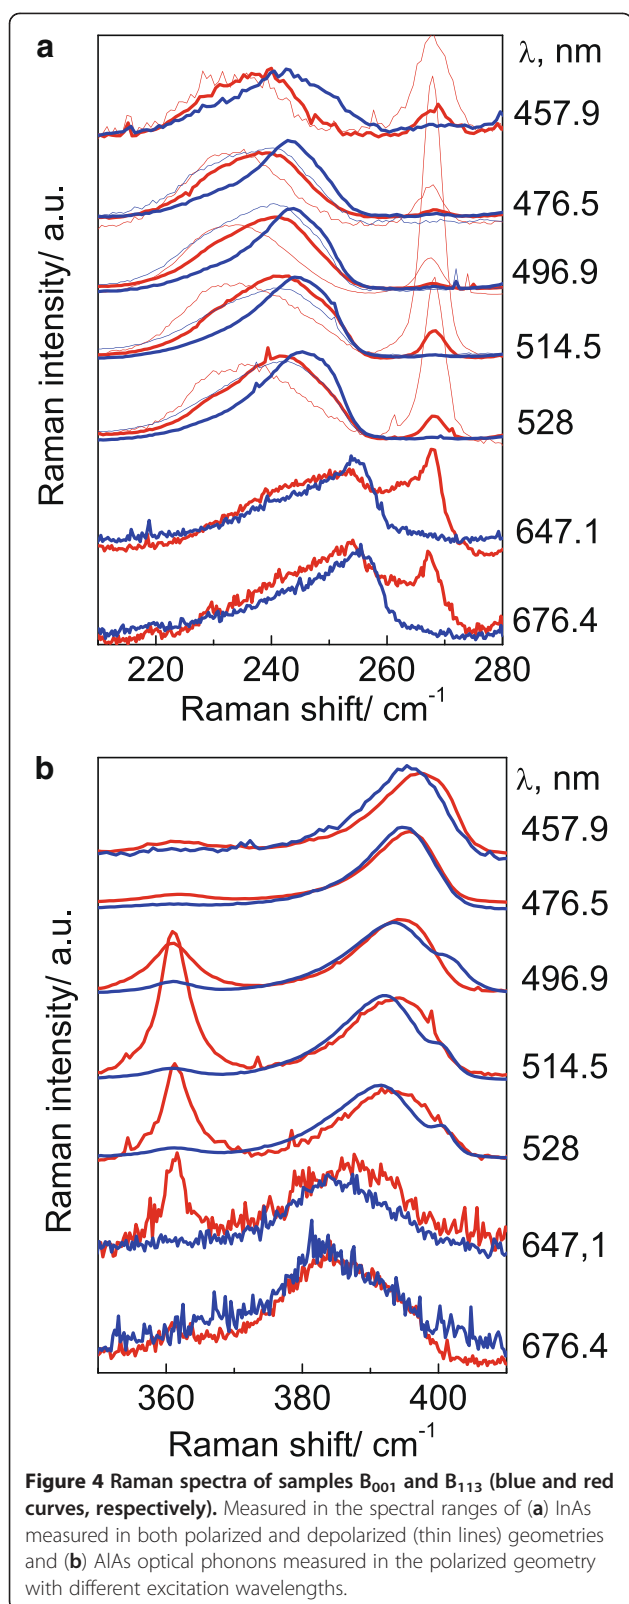 a
λ, nm
457.9
476.5
496.9
514.5
528
647.1
676.4
Raman intensity/ a.u.
220 240 260 280
Raman shift/ cm⁻¹
b
λ, nm
457.9
476.5
496.9
514.5
528
647,1
676.4
Raman intensity/ a.u.
360 380 400
Raman shift/ cm⁻¹
Figure 4 Raman spectra of samples B₀₀₁ and B₁₁₃ (blue and red
curves, respectively). Measured in the spectral ranges of (a) InAs
measured in both polarized and depolarized (thin lines) geometries
and (b) AlAs optical phonons measured in the polarized geometry
with different excitation wavelengths.